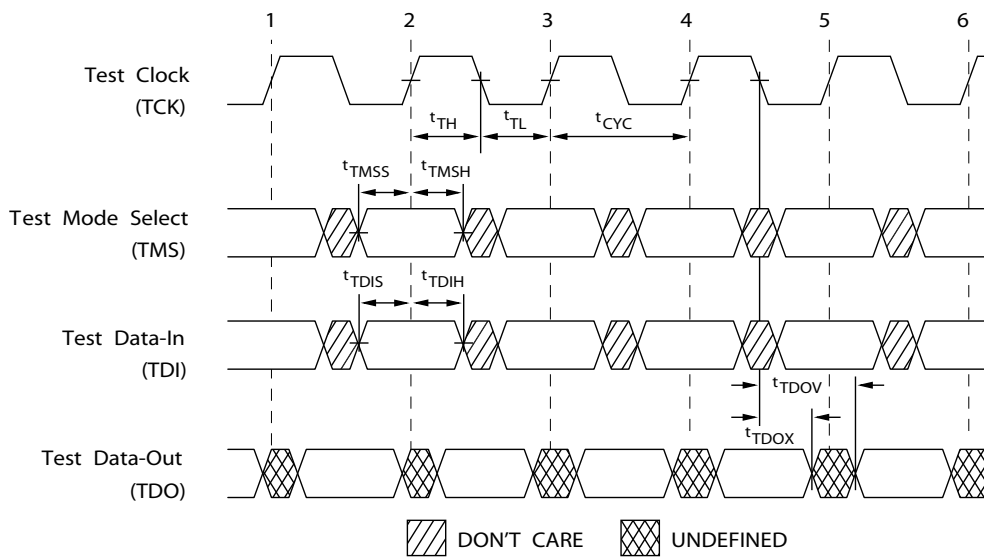 1 2 3 4 5 6
Test Clock
(TCK)
tTH tTL tCYC
tTMSS tTMSH
Test Mode Select
(TMS)
tTDIS tTDIH
Test Data-In
(TDI)
tTDOV
tTDOX
Test Data-Out
(TDO)
DON'T CARE UNDEFINED